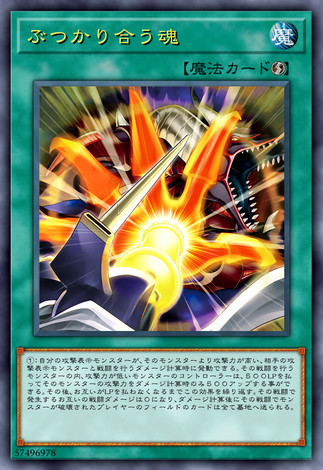 ぶつかり合う魂
魔
【魔法カード】
①：自分の攻撃表示モンスターが、そのモンスターより攻撃力が高い、相手の攻
撃表示モンスターと戦闘を行うダメージ計算時に発動できる。その戦闘を行う
モンスターの内、攻撃力が低いモンスターのコントローラーは、５００LPを払
ってそのモンスターの攻撃力をダメージ計算時のみ５００アップする事がで
きる。その後、お互いがLPを払わなくなるまでこの効果を繰り返す。その戦闘で
発生するお互いの戦闘ダメージは０になり、ダメージ計算後にその戦闘でモンス
ターが破壊されたプレイヤーのフィールドのカードは全て墓地へ送られる。
57496978